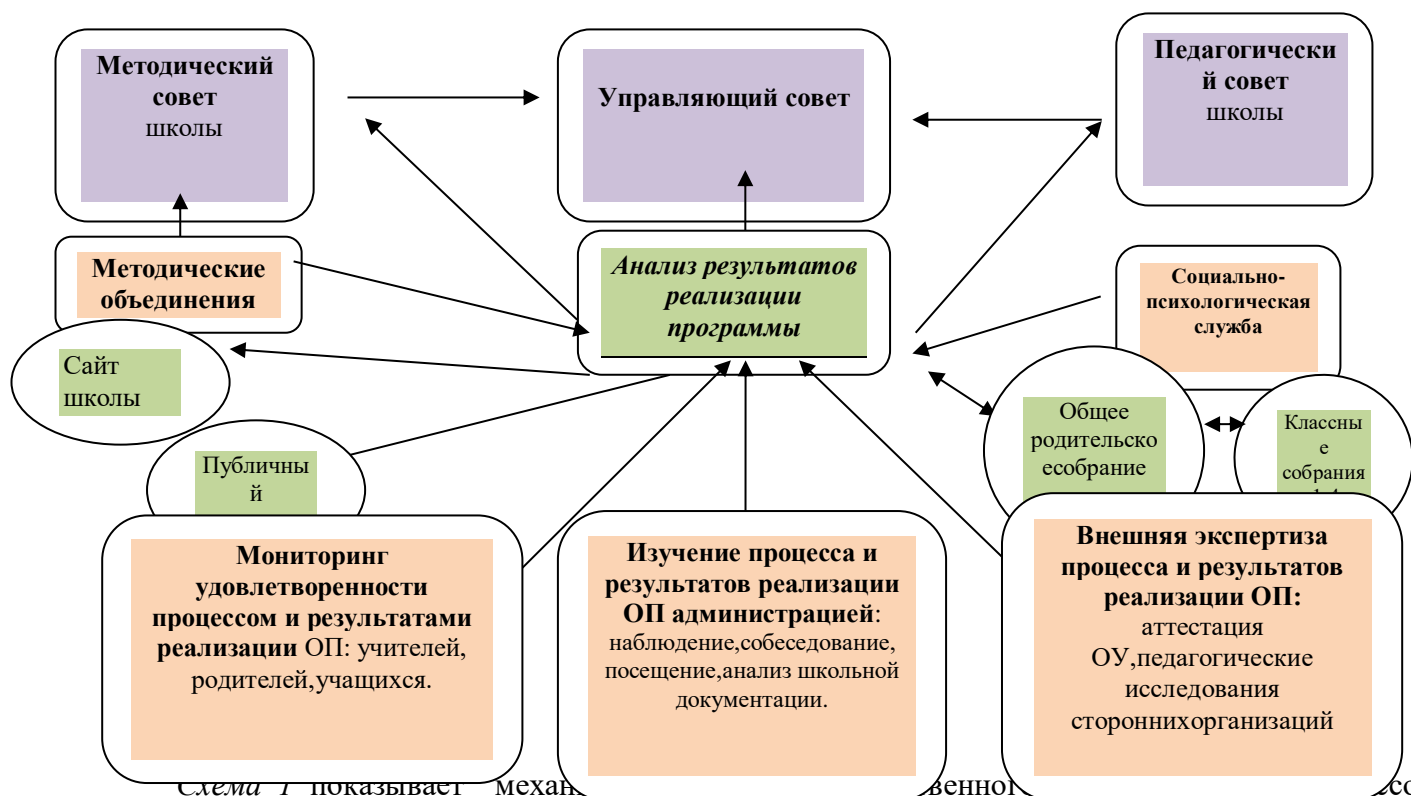 Методический
совет
школы
Управляющий совет
Педагогически
й совет
школы
Методические
объединения
Анализ результатов
реализации
программы
Социально-
психологическая
служба
Сайт
школы
Общее
родительско
есобрание
Классны
е
собрания
Публичны
й
Мониторинг
удовлетворенности
процессом и результатами
реализации ОП: учителей,
родителей,учащихся.
Изучение процесса и
результатов реализации
ОП администрацией:
наблюдение,собеседование,
посещение,анализ школьной
документации.
Внешняя экспертиза
процесса и результатов
реализации ОП:
аттестация
ОУ,педагогические
исследования
стороннихорганизаций
Схема 1 показывает